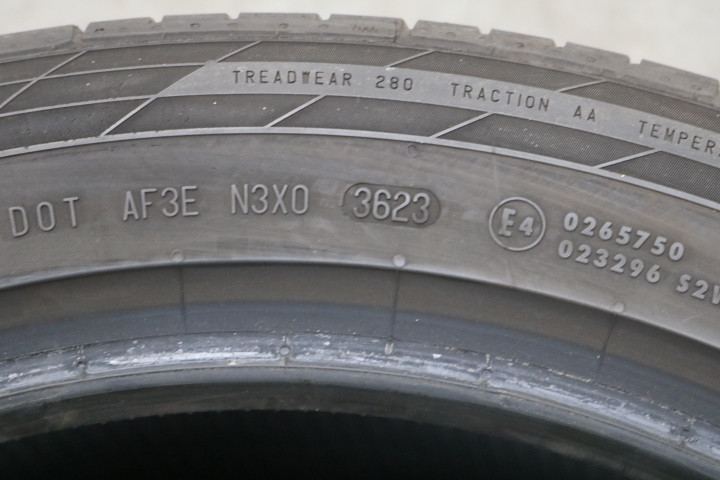 TREADWEAR 280 TRACTION AA TEMPER
DOT AF3E N3X0 3623 E4 0265750
023296 S2W